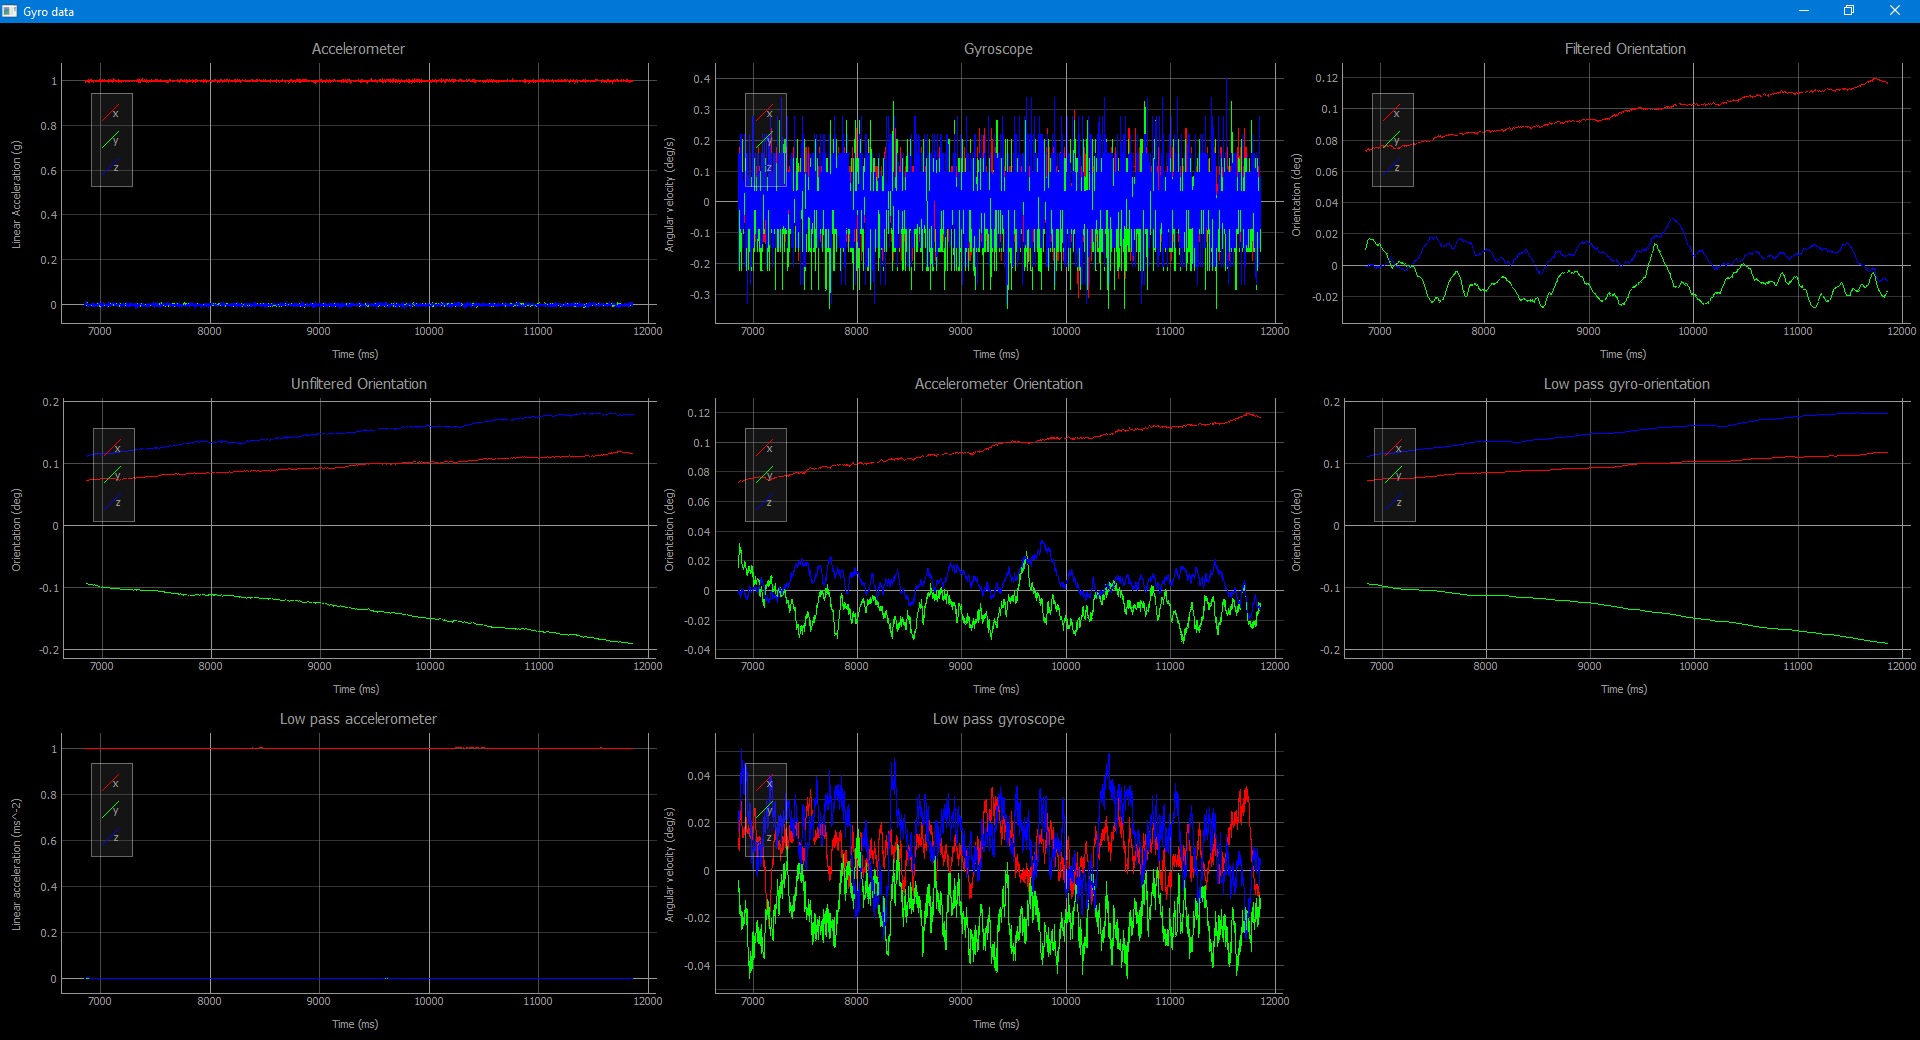 Gyro data
Accelerometer
Linear Acceleration (g)
1
0.8
0.6
0.4
0.2
0
x
y
z
7000 8000 9000 10000 11000 12000
Time (ms)
Gyroscope
Angular velocity (deg/s)
0.4
0.3
0.2
0.1
0
-0.1
-0.2
-0.3
x
y
z
7000 8000 9000 10000 11000 12000
Time (ms)
Filtered Orientation
Orientation (deg)
0.12
0.1
0.08
0.06
0.04
0.02
0
-0.02
x
y
z
7000 8000 9000 10000 11000 12000
Time (ms)
Unfiltered Orientation
Orientation (deg)
0.2
0.1
0
-0.1
-0.2
x
y
z
7000 8000 9000 10000 11000 12000
Time (ms)
Accelerometer Orientation
Orientation (deg)
0.12
0.1
0.08
0.06
0.04
0.02
0
-0.02
-0.04
x
y
z
7000 8000 9000 10000 11000 12000
Time (ms)
Low pass gyro-orientation
Orientation (deg)
0.2
0.1
0
-0.1
-0.2
x
y
z
7000 8000 9000 10000 11000 12000
Time (ms)
Low pass accelerometer
Linear acceleration (ms^-2)
1
0.8
0.6
0.4
0.2
0
x
y
z
7000 8000 9000 10000 11000 12000
Time (ms)
Low pass gyroscope
Angular velocity (deg/s)
0.04
0.02
0
-0.02
-0.04
x
y
z
7000 8000 9000 10000 11000 12000
Time (ms)